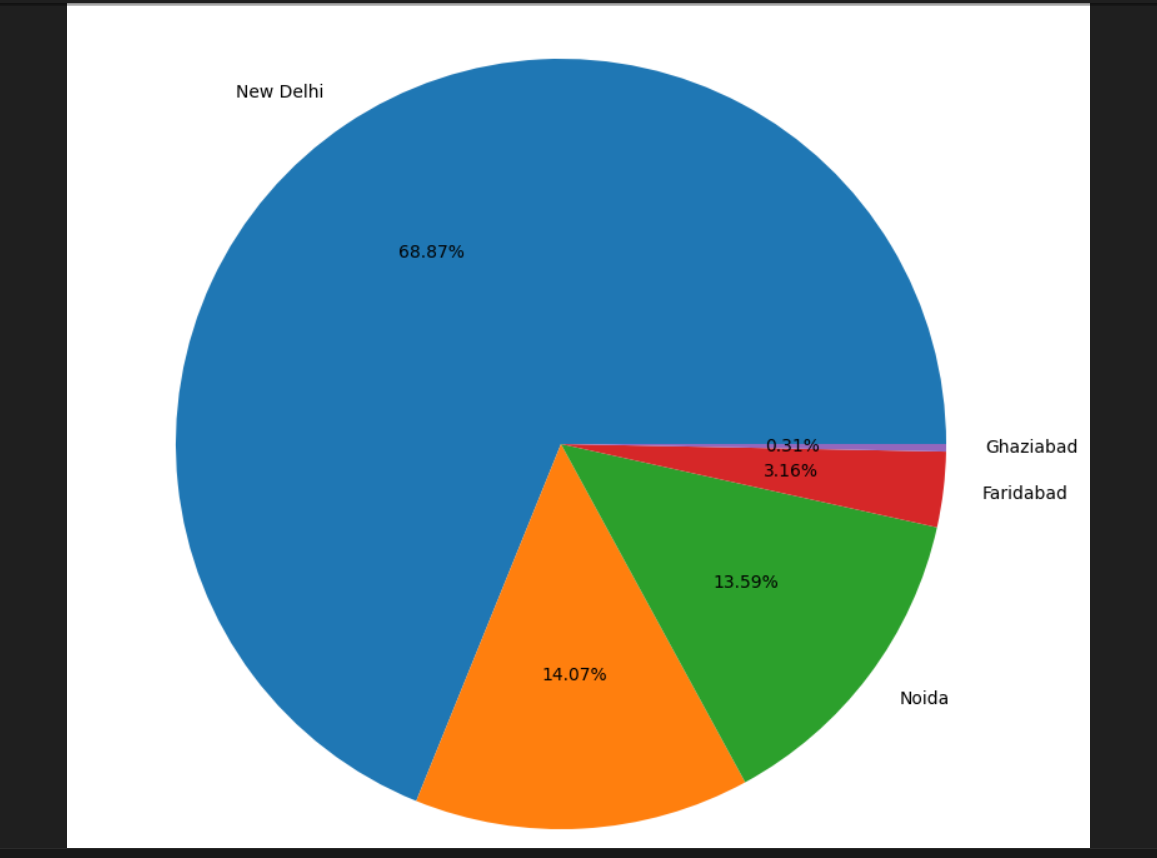 New Delhi
68.87%
0.31%
Ghaziabad
3.16%
Faridabad
13.59%
14.07%
Noida